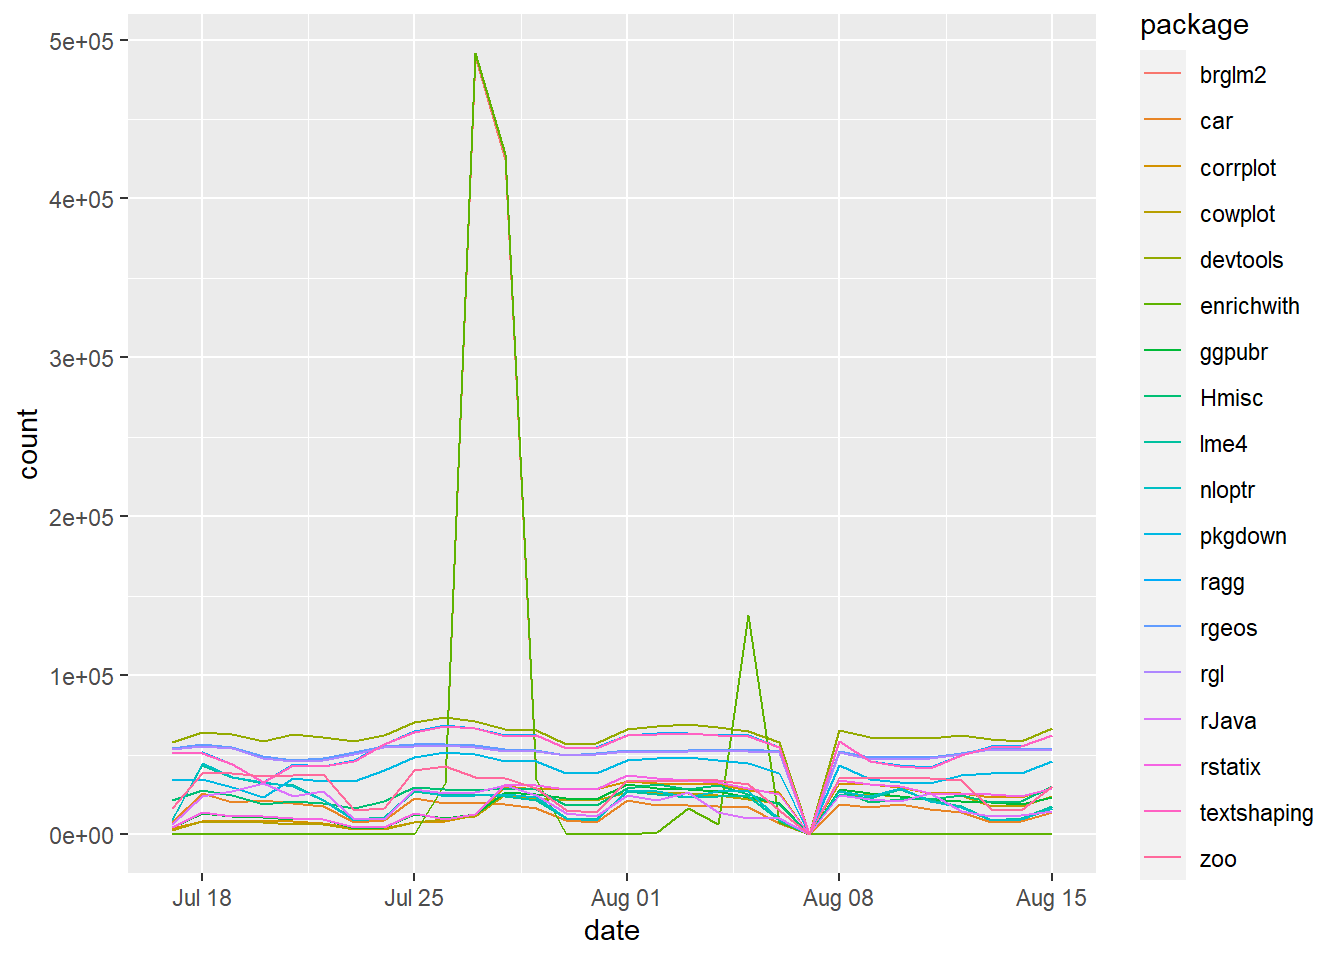 package
5e+05
4e+05
3e+05
2e+05
1e+05
0e+00
count
Jul 18
Jul 25
Aug 01
Aug 08
Aug 15
date
brglm2
car
corrplot
cowplot
devtools
enrichwith
ggpubr
Hmisc
lme4
nloptr
pkgdown
ragg
rgeos
rgl
rJava
rstatix
textshaping
zoo